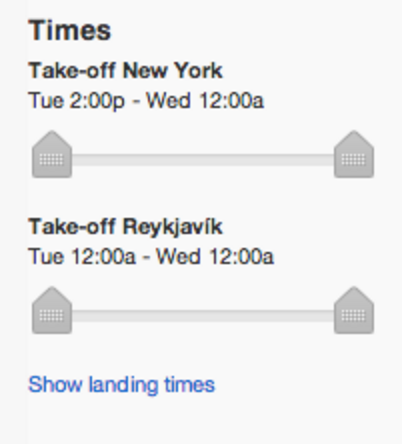 Times
Take-off New York
Tue 2:00p - Wed 12:00a
Take-off Reykjavík
Tue 12:00a - Wed 12:00a
Show landing times